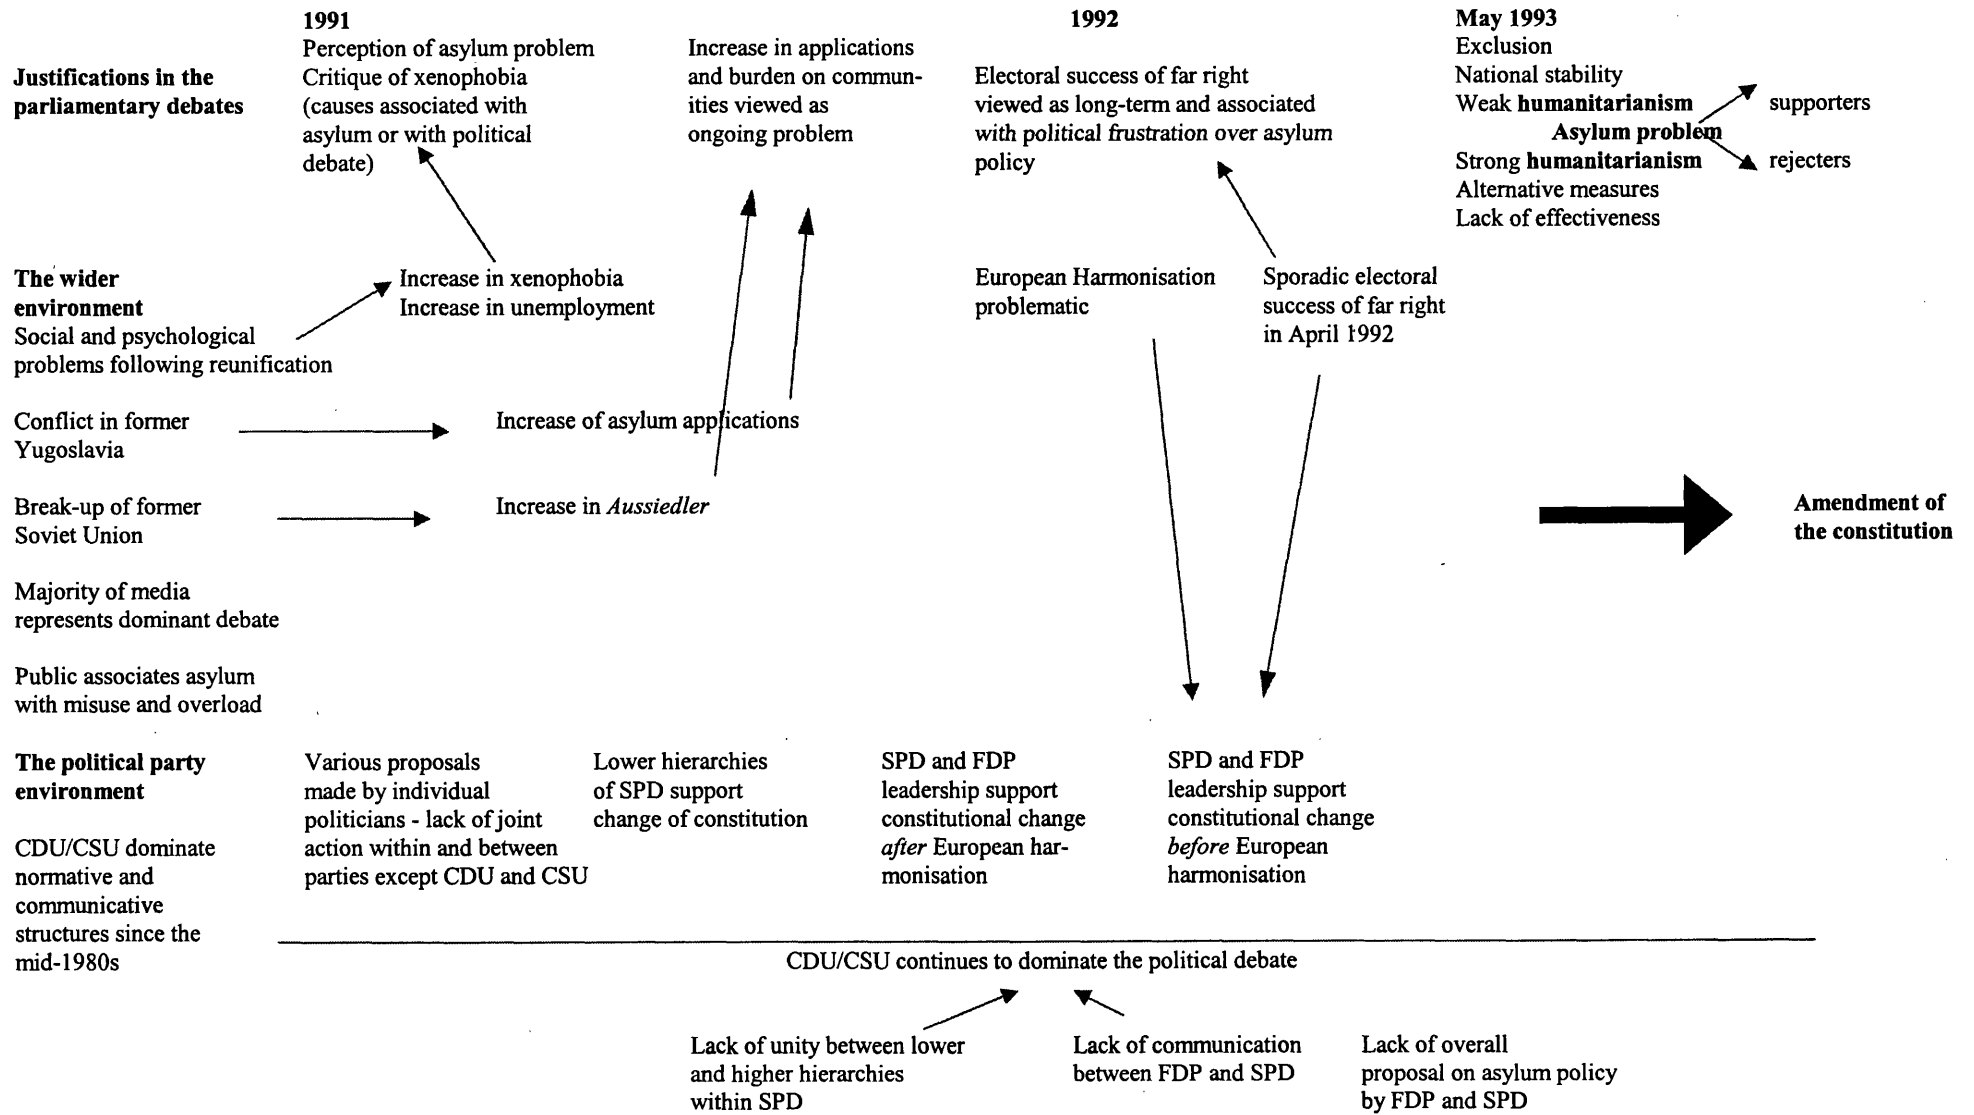 1991
Perception of asylum problem
Critique of xenophobia
(causes associated with
asylum or with political
debate)
Increase in applications
and burden on commun-
ities viewed as
ongoing problem
1992
Electoral success of far right
viewed as long-term and associated
with political frustration over asylum
policy
May 1993
Exclusion
National stability
Weak humanitarianism
Asylum problem
Strong humanitarianism
Alternative measures
Lack of effectiveness
supporters
rejecters
Justifications in the
parliamentary debates
The wider
environment
Social and psychological
problems following reunification
Increase in xenophobia
Increase in unemployment
European Harmonisation
problematic
Sporadic electoral
success of far right
in April 1992
Conflict in former
Yugoslavia
Increase of asylum applications
Break-up of former
Soviet Union
Increase in Aussiedler
Amendment of
the constitution
Majority of media
represents dominant debate
Public associates asylum
with misuse and overload
The political party
environment
CDU/CSU dominate
normative and
communicative
structures since the
mid-1980s
Various proposals
made by individual
politicians - lack of joint
action within and between
parties except CDU and CSU
Lower hierarchies
of SPD support
change of constitution
SPD and FDP
leadership support
constitutional change
after European har-
monisation
SPD and FDP
leadership support
constitutional change
before European
harmonisation
CDU/CSU continues to dominate the political debate
Lack of unity between lower
and higher hierarchies
within SPD
Lack of communication
between FDP and SPD
Lack of overall
proposal on asylum policy
by FDP and SPD